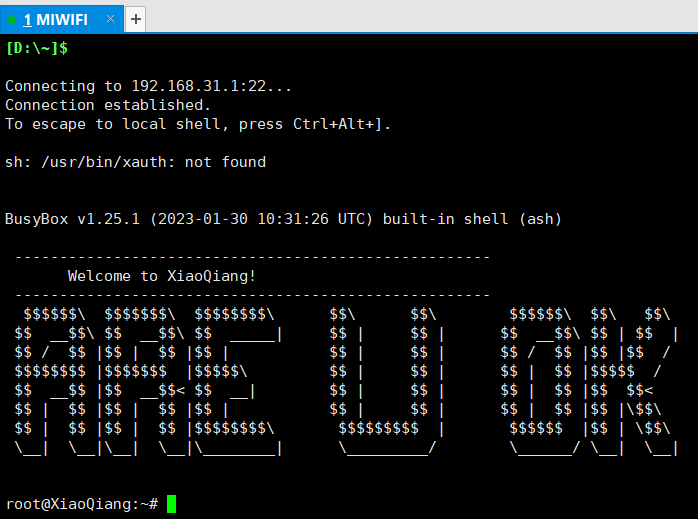 1 MIWIFI × +
[D:\~]$
Connecting to 192.168.31.1:22...
Connection established.
To escape to local shell, press Ctrl+Alt+].
sh: /usr/bin/xauth: not found
BusyBox v1.25.1 (2023-01-30 10:31:26 UTC) built-in shell (ash)
 -----------------------------------------------------
       Welcome to XiaoQiang!
 -----------------------------------------------------
  $$$$$$\  $$$$$$$\  $$$$$$$$\      $$\      $$\        $$$$$$\  $$\   $$\
 $$  __$$\ $$  __$$\ $$  _____|     $$ |     $$ |      $$  __$$\ $$ | $$  |
 $$ /  $$ |$$ |  $$ |$$ |           $$ |     $$ |      $$ /  $$ |$$ |$$  /
 $$$$$$$$ |$$$$$$$  |$$$$$\         $$ |     $$ |      $$ |  $$ |$$$$$  /
 $$  __$$ |$$  __$$< $$  __|        $$ |     $$ |      $$ |  $$ |$$  $$<
 $$ |  $$ |$$ |  $$ |$$ |           $$ |     $$ |      $$ |  $$ |$$ |\$$\
 $$ |  $$ |$$ |  $$ |$$$$$$$$\       $$$$$$$$$  |       $$$$$$  |$$ | \$$\
 \__|  \__|\__|  \__|\________|      \_________/        \______/ \__|  \__|
root@XiaoQiang:~#